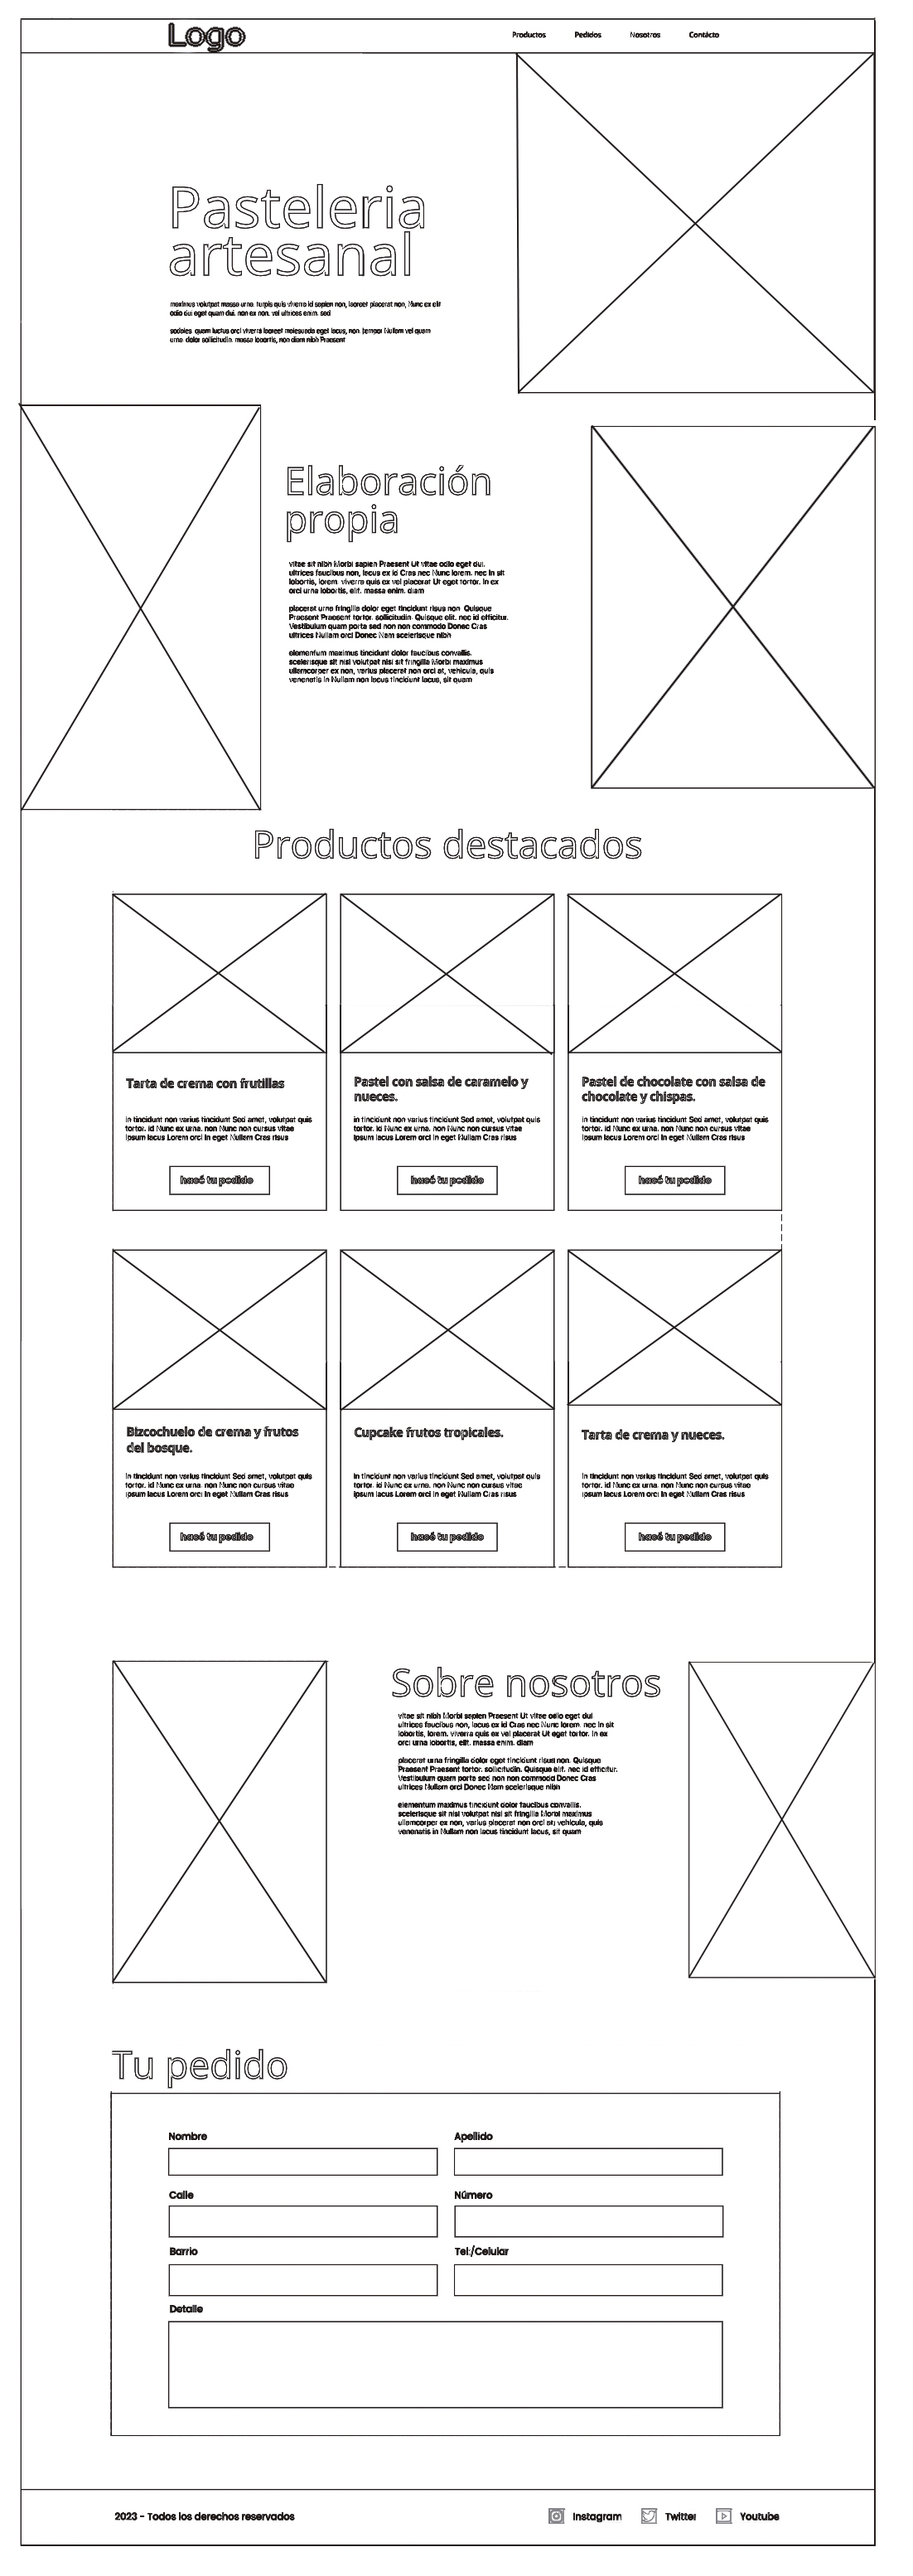 Logo
Productos Pedidos Nosotros Contácto
Pasteleria
artesanal
maximus volutpat massa urna. turpis quis viverra id sapien non, laoreet placerat non, Nunc ex elit
odio dui eget quam dui. non ex non. vel ultrices enim. sed
sodales quam luctus orci viverra laoreet malesuada eget lacus, non. tempor Nullam vel quam
urna. dolor sollicitudin. massa lobortis, non diam nibh Praesent
Elaboración
propia
vitae sit nibh Morbi sapien Praesent Ut vitae odio eget dui.
ultrices faucibus non, lacus ex id Cras nec Nunc lorem. nec In sit
lobortis, lorem. viverra quis ex vel placerat Ut eget tortor. In ex
orci urna lobortis, elit. massa enim. diam
placerat urna fringilla dolor eget tincidunt risus non. Quisque
Praesent Praesent tortor. sollicitudin. Quisque elit. nec id efficitur.
Vestibulum quam porta sed non non commodo Donec Cras
ultrices Nullam orci Donec Nam scelerisque nibh
elementum maximus tincidunt dolor faucibus convallis.
scelerisque sit nisl volutpat nisi sit fringilla Morbi maximus
ullamcorper ex non, varius placerat non orci at, vehicula, quis
venenatis In Nullam non lacus tincidunt lacus, sit quam
Productos destacados
Tarta de crema con frutillas
in tincidunt non varius tincidunt Sed amet, volutpat quis
tortor. id Nunc ex urna. non Nunc non cursus vitae
ipsum lacus Lorem orci In eget Nullam Cras risus
hacé tu pedido
Pastel con salsa de caramelo y
nueces.
in tincidunt non varius tincidunt Sed amet, volutpat quis
tortor. id Nunc ex urna. non Nunc non cursus vitae
ipsum lacus Lorem orci In eget Nullam Cras risus
hacé tu pedido
Pastel de chocolate con salsa de
chocolate y chispas.
in tincidunt non varius tincidunt Sed amet, volutpat quis
tortor. id Nunc ex urna. non Nunc non cursus vitae
ipsum lacus Lorem orci In eget Nullam Cras risus
hacé tu pedido
Bizcochuelo de crema y frutos
del bosque.
in tincidunt non varius tincidunt Sed amet, volutpat quis
tortor. id Nunc ex urna. non Nunc non cursus vitae
ipsum lacus Lorem orci In eget Nullam Cras risus
hacé tu pedido
Cupcake frutos tropicales.
in tincidunt non varius tincidunt Sed amet, volutpat quis
tortor. id Nunc ex urna. non Nunc non cursus vitae
ipsum lacus Lorem orci In eget Nullam Cras risus
hacé tu pedido
Tarta de crema y nueces.
in tincidunt non varius tincidunt Sed amet, volutpat quis
tortor. id Nunc ex urna. non Nunc non cursus vitae
ipsum lacus Lorem orci In eget Nullam Cras risus
hacé tu pedido
Sobre nosotros
vitae sit nibh Morbi sapien Praesent Ut vitae odio eget dui
ultrices faucibus non, lacus ex id Cras nec Nunc lorem. nec In sit
lobortis, lorem. viverra quis ex vel placerat Ut eget tortor. In ex
orci urna lobortis, elit. massa enim. diam
placerat urna fringilla dolor eget tincidunt risus non. Quisque
Praesent Praesent tortor. sollicitudin. Quisque elit. nec id efficitur.
Vestibulum quam porta sed non non commodo Donec Cras
ultrices Nullam orci Donec Nam scelerisque nibh
elementum maximus tincidunt dolor faucibus convallis.
scelerisque sit nisl volutpat nisi sit fringilla Morbi maximus
ullamcorper ex non, varius placerat non orci at, vehicula, quis
venenatis In Nullam non lacus tincidunt lacus, sit quam
Tu pedido
Nombre
Apellido
Calle
Número
Barrio
Tel:/Celular
Detalle
2023 - Todos los derechos reservados
Instagram Twitter Youtube